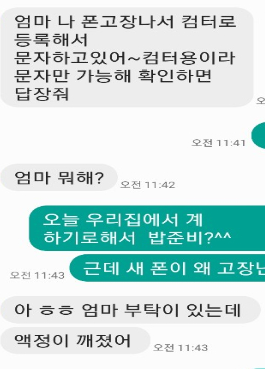 엄마 나 폰고장나서 컴터로
등록해서
문자하고있어~컴터용이라
문자만 가능해 확인하면
답장줘
오전 11:41
엄마 뭐해?
오전 11:42
오늘 우리집에서 계
하기로해서 밥준비?^^
오전 11:43
근데 새 폰이 왜 고장난
아 ㅎㅎ 엄마 부탁이 있는데
액정이 깨졌어
오전 11:43